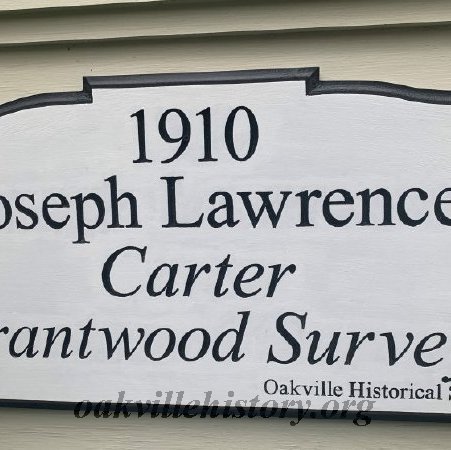 1910
oseph Lawrence
Carter
rantwood Surve
Oakville Historical
oakvillehistory.org